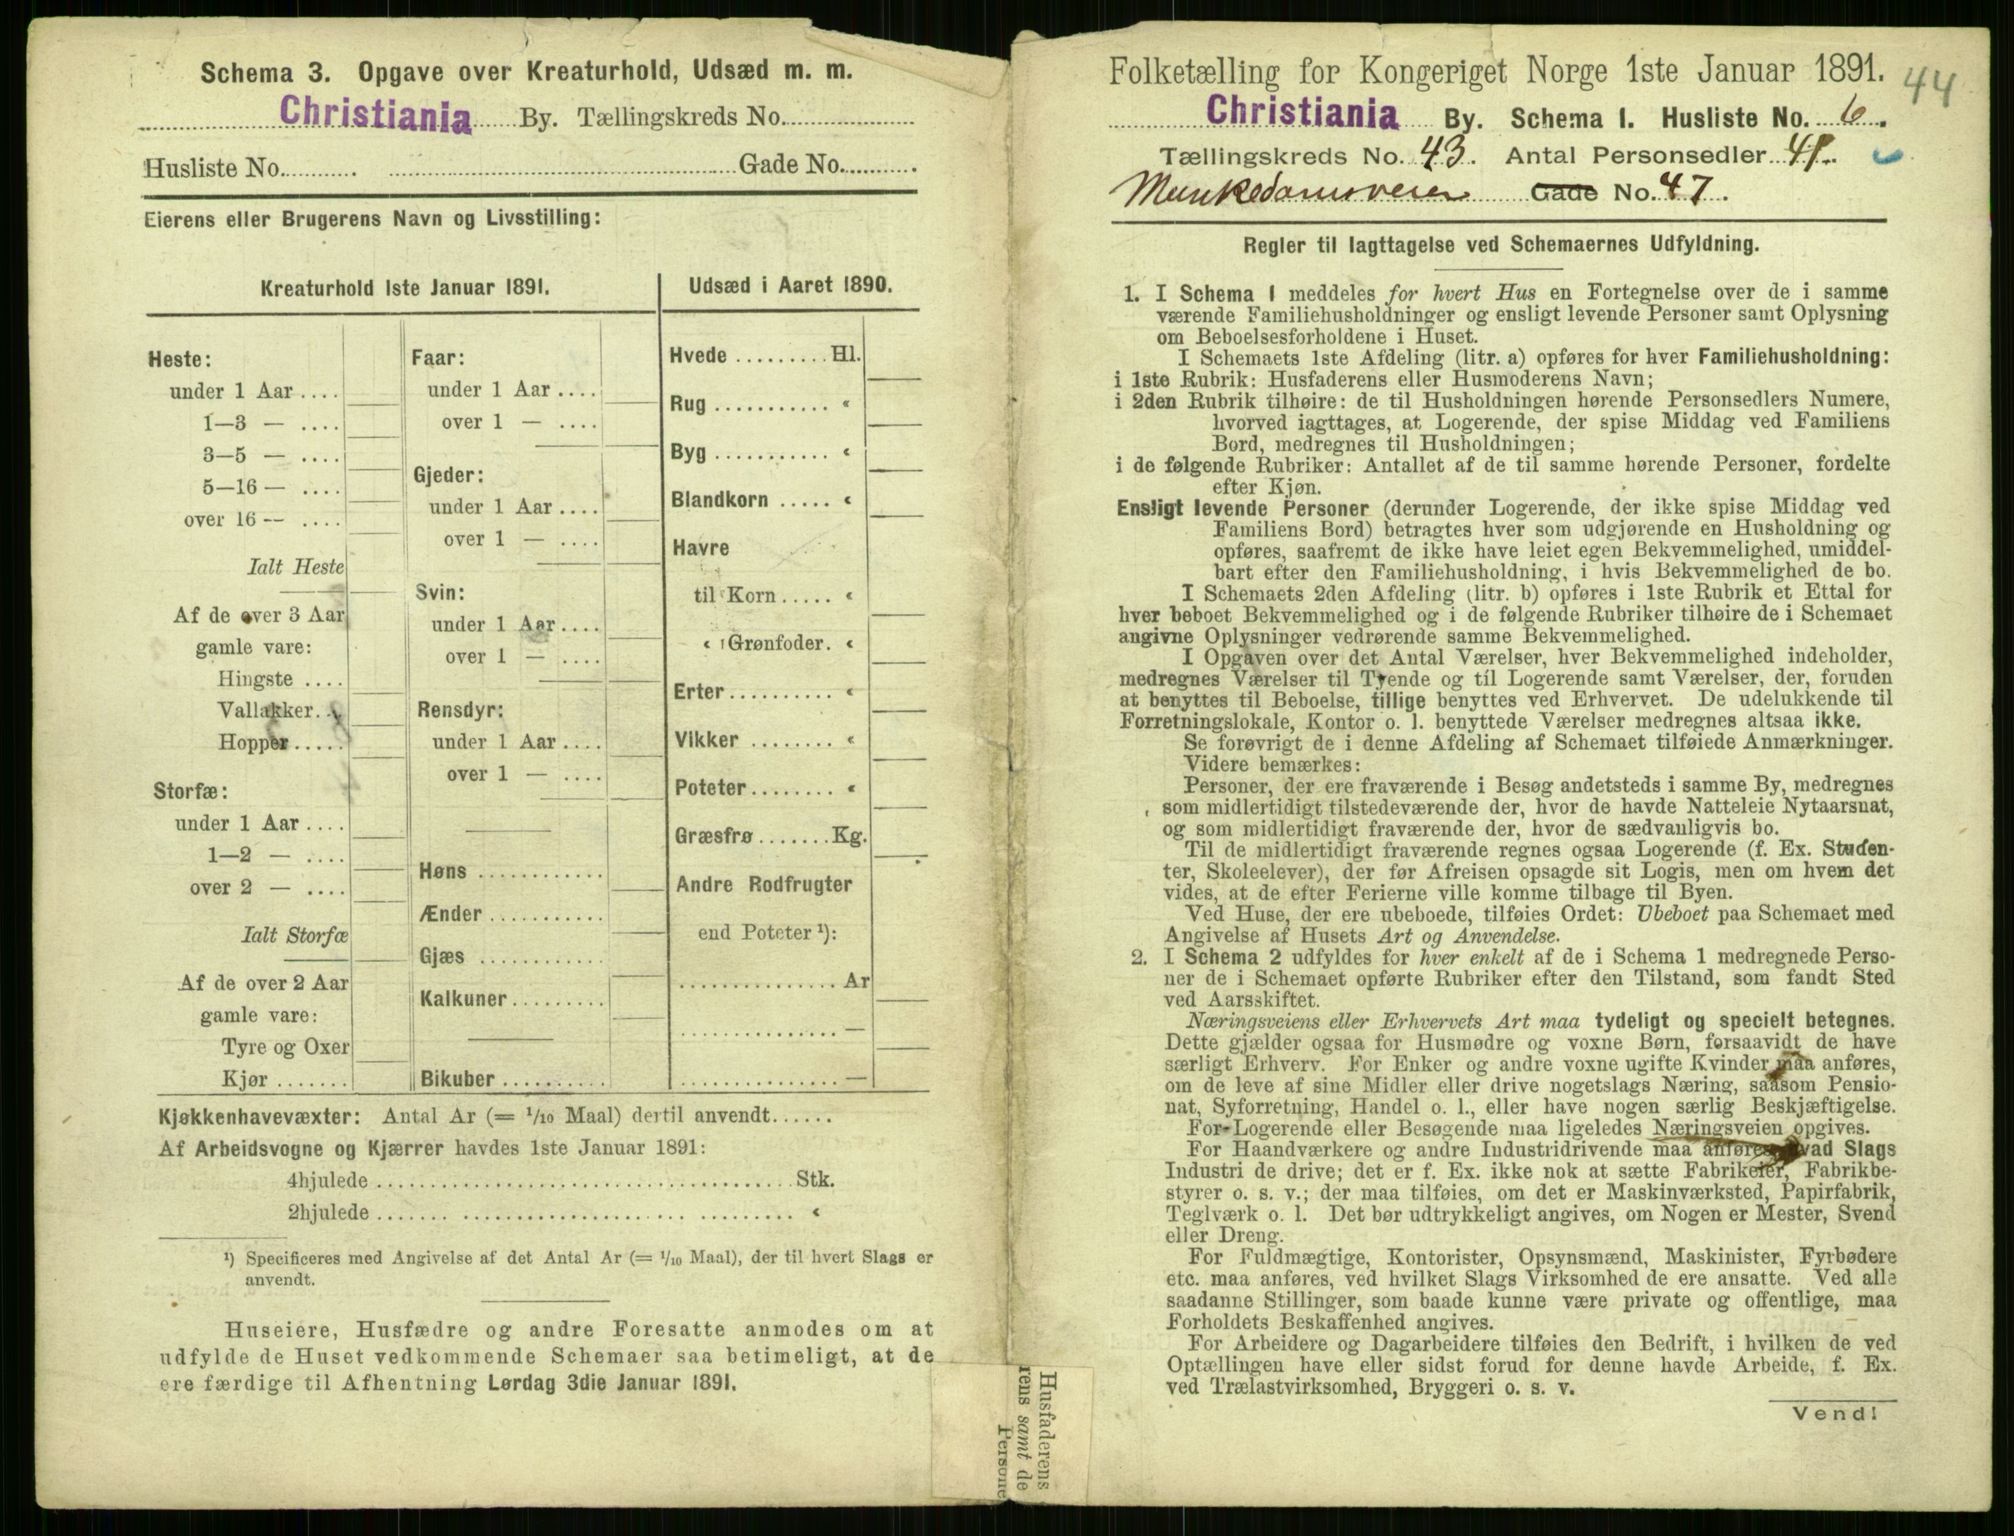 Schema 3. Opgave over Kreaturhold, Udsæd m. m.
Christiania By. Tællingskreds No.
Husliste No. Gade No.
Eierens eller Brugerens Navn og Livsstilling:
Kreaturhold 1ste Januar 1891.
Heste:
under 1 Aar ....
1—3 — ....
3—5 — ....
5—16 — ....
over 16 — ....
Ialt Heste
Af de over 3 Aar
gamle vare:
Hingste ....
Vallakker..
Hopper.....
Storfæ:
under 1 Aar ....
1—2 — ....
over 2 — ....
Ialt Storfæ
Af de over 2 Aar
gamle vare:
Tyre og Oxer
Kjør .......
Faar:
under 1 Aar ....
over 1 — ....
Gjeder:
under 1 Aar ....
over 1 — ....
Svin:
under 1 Aar ....
over 1 — ....
Rensdyr:
under 1 Aar ....
over 1 — ....
Høns ............
Ænder ...........
Gjæs ............
Kalkuner.........
Bikuber ..........
Udsæd i Aaret 1890.
Hvede ......... Hl.
Rug ........... «
Byg ........... «
Blandkorn ..... «
Havre
til Korn ..... «
« Grønfoder. «
Erter......... «
Vikker ........ «
Poteter........ «
Græsfrø ....... Kg.
Andre Rodfrugter
end Poteter ¹):
............... Ar
............... —
............... —
Kjøkkenhavevæxter: Antal Ar (= 1/10 Maal) dertil anvendt......
Af Arbeidsvogne og Kjærrer havdes 1ste Januar 1891:
4hjulede ........................................ Stk.
2hjulede ........................................ «
¹) Specificeres med Angivelse af det Antal Ar (= 1/10 Maal), der til hvert Slags er
anvendt.
Huseiere, Husfædre og andre Foresatte anmodes om at
udfylde de Huset vedkommende Schemaer saa betimeligt, at de
ere færdige til Afhentning Lørdag 3die Januar 1891.
Husfaderens
rens samt de
Persone
Folketælling for Kongeriget Norge 1ste Januar 1891. 44
Christiania By. Schema 1. Husliste No. 6.
Tællingskreds No. 43. Antal Personsedler 41.
Munkedamsveien Gade No. 47.
Regler til Iagttagelse ved Schemaernes Udfyldning.
1. I Schema 1 meddeles for hvert Hus en Fortegnelse over de i samme
værende Familiehusholdninger og ensligt levende Personer samt Oplysning
om Beboelsesforholdene i Huset.
I Schemaets 1ste Afdeling (litr. a) opføres for hver Familiehusholdning:
i 1ste Rubrik: Husfaderens eller Husmoderens Navn;
i 2den Rubrik tilhøire: de til Husholdningen hørende Personsedlers Numere,
hvorved iagttages, at Logerende, der spise Middag ved Familiens
Bord, medregnes til Husholdningen;
i de følgende Rubriker: Antallet af de til samme hørende Personer, fordelte
efter Kjøn.
Ensligt levende Personer (derunder Logerende, der ikke spise Middag ved
Familiens Bord) betragtes hver som udgjørende en Husholdning og
opføres, saafremt de ikke have leiet egen Bekvemmelighed, umiddel-
bart efter den Familiehusholdning, i hvis Bekvemmelighed de bo.
I Schemaets 2den Afdeling (litr. b) opføres i 1ste Rubrik et Ettal for
hver beboet Bekvemmelighed og i de følgende Rubriker tilhøire de i Schemaet
angivne Oplysninger vedrørende samme Bekvemmelighed.
I Opgaven over det Antal Værelser, hver Bekvemmelighed indeholder,
medregnes Værelser til Tyende og til Logerende samt Værelser, der, foruden
at benyttes til Beboelse, tillige benyttes ved Erhvervet. De udelukkende til
Forretningslokale, Kontor o. l. benyttede Værelser medregnes altsaa ikke.
Se forøvrigt de i denne Afdeling af Schemaet tilføiede Anmærkninger.
Videre bemærkes:
Personer, der ere fraværende i Besøg andetsteds i samme By, medregnes
som midlertidigt tilstedeværende der, hvor de havde Natteleie Nytaarsnat,
og som midlertidigt fraværende der, hvor de sædvanligvis bo.
Til de midlertidigt fraværende regnes ogsaa Logerende (f. Ex. Studen-
ter, Skoleelever), der før Afreisen opsagde sit Logis, men om hvem det
vides, at de efter Ferierne ville komme tilbage til Byen.
Ved Huse, der ere ubeboede, tilføies Ordet: Ubeboet paa Schemaet med
Angivelse af Husets Art og Anvendelse.
2. I Schema 2 udfyldes for hver enkelt af de i Schema 1 medregnede Perso-
ner de i Schemaet opførte Rubriker efter den Tilstand, som fandt Sted
ved Aarsskiftet.
Næringsveiens eller Erhvervets Art maa tydeligt og specielt betegnes.
Dette gjælder ogsaa for Husmødre og voxne Børn, forsaavidt de have
særligt Erhverv. For Enker og andre voxne ugifte Kvinder maa anføres,
om de leve af sine Midler eller drive nogetslags Næring, saasom Pensio-
nat, Syforretning, Handel o. l., eller have nogen særlig Beskjæftigelse.
For Logerende eller Besøgende maa ligeledes Næringsveien opgives.
For Haandværkere og andre Industridrivende maa anføres, hvad Slags
Industri de drive; det er f. Ex. ikke nok at sætte Fabrikeier, Fabrikbe-
styrer o. s. v.; der maa tilføies, om det er Maskinværksted, Papirfabrik,
Teglværk o. l. Det bør udtrykkeligt angives, om Nogen er Mester, Svend
eller Dreng.
For Fuldmægtige, Kontorister, Opsynsmænd, Maskinister, Fyrbødere
etc. maa anføres, ved hvilket Slags Virksomhed de ere ansatte. Ved alle
saadanne Stillinger, som baade kunne være private og offentlige, maa
Forholdets Beskaffenhed angives.
For Arbeidere og Dagarbeidere tilføies den Bedrift, i hvilken de ved
Optællingen have eller sidst forud for denne havde Arbeide, f. Ex.
ved Trælastvirksomhed, Bryggeri o. s. v.
Vend!